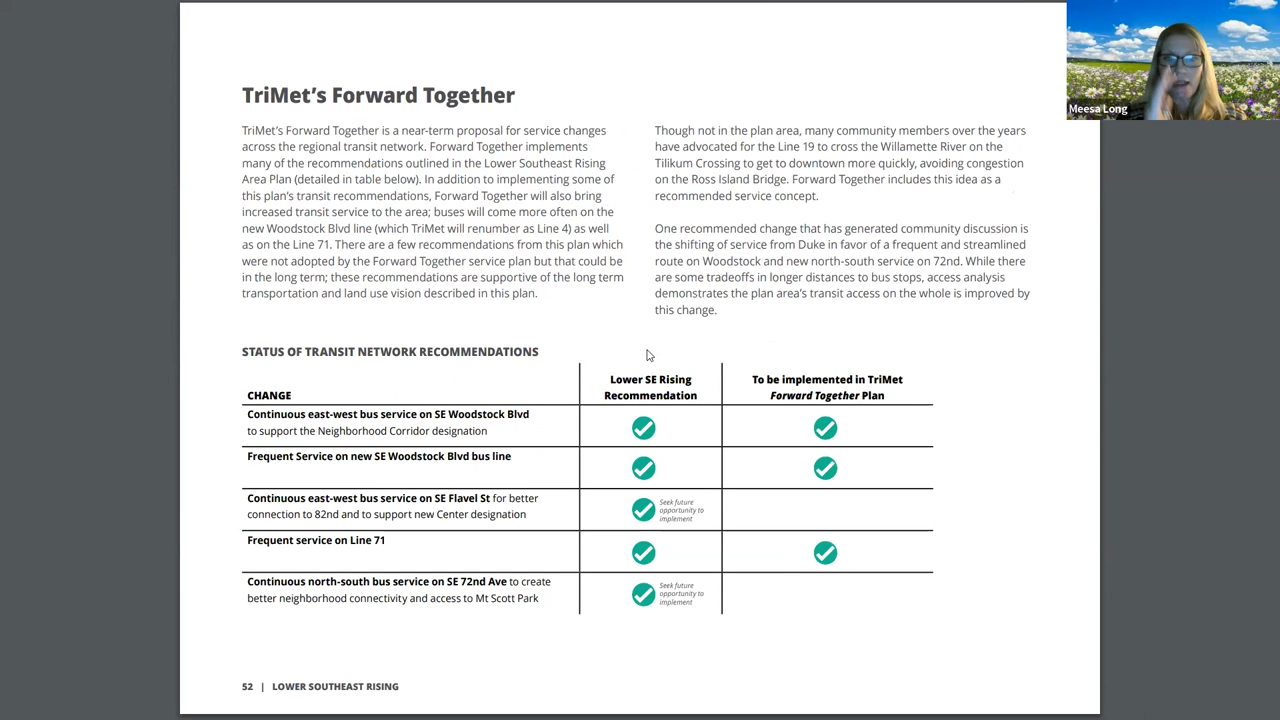 Meesa Long
TriMet's Forward Together
TriMet's Forward Together is a near-term proposal for service changes
across the regional transit network. Forward Together implements
many of the recommendations outlined in the Lower Southeast Rising
Area Plan (detailed in table below). In addition to implementing some of
this plan's transit recommendations, Forward Together will also bring
increased transit service to the area; buses will come more often on the
new Woodstock Blvd line (which TriMet will renumber as Line 4) as well
as on the Line 71. There are a few recommendations from this plan which
were not adopted by the Forward Together service plan but that could be
in the long term; these recommendations are supportive of the long term
transportation and land use vision described in this plan.
Though not in the plan area, many community members over the years
have advocated for the Line 19 to cross the Willamette River on the
Tilikum Crossing to get to downtown more quickly, avoiding congestion
on the Ross Island Bridge. Forward Together includes this idea as a
recommended service concept.
One recommended change that has generated community discussion is
the shifting of service from Duke in favor of a frequent and streamlined
route on Woodstock and new north-south service on 72nd. While there
are some tradeoffs in longer distances to bus stops, access analysis
demonstrates the plan area's transit access on the whole is improved by
this change.
STATUS OF TRANSIT NETWORK RECOMMENDATIONS
CHANGE
Lower SE Rising
Recommendation
To be implemented in TriMet
Forward Together Plan
Continuous east-west bus service on SE Woodstock Blvd
to support the Neighborhood Corridor designation
Frequent Service on new SE Woodstock Blvd bus line
Continuous east-west bus service on SE Flavel St for better
connection to 82nd and to support new Center designation
Seek future
opportunity to
implement
Frequent service on Line 71
Continuous north-south bus service on SE 72nd Ave to create
better neighborhood connectivity and access to Mt Scott Park
Seek future
opportunity to
implement
52 | LOWER SOUTHEAST RISING